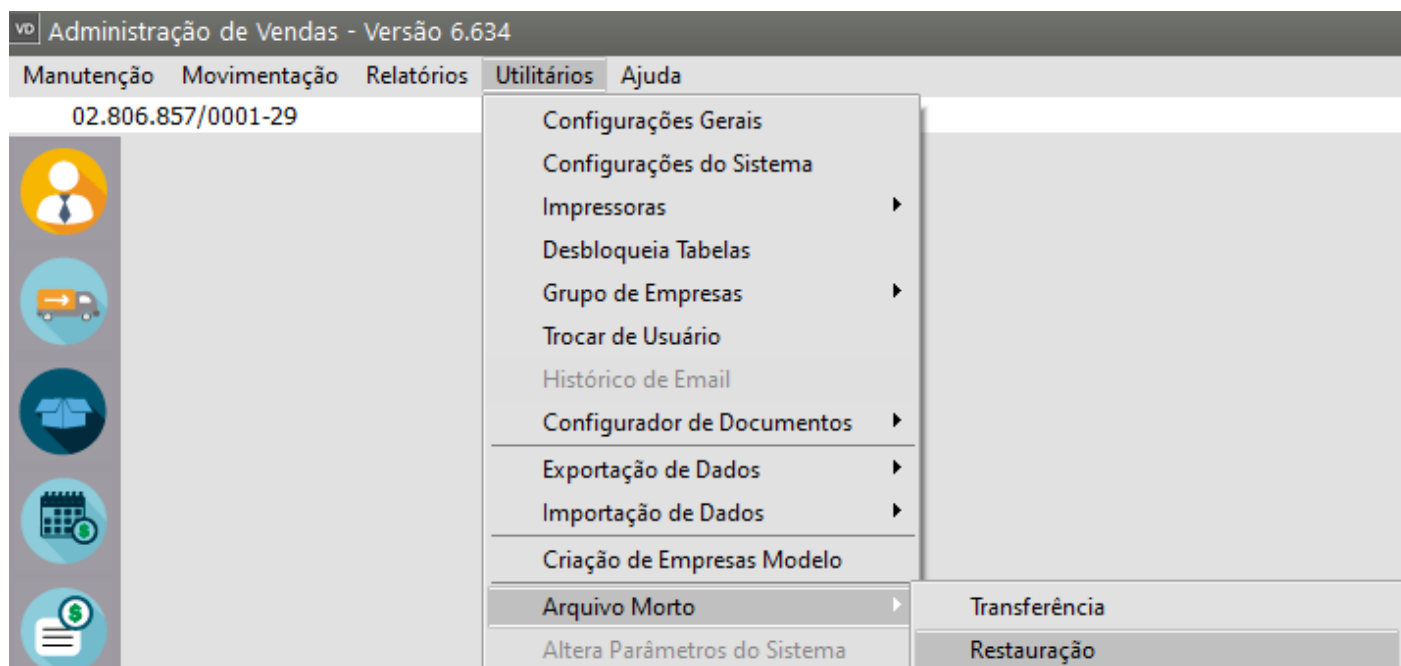 VD Administração de Vendas - Versão 6.634
Manutenção Movimentação Relatórios Utilitários Ajuda
02.806.857/0001-29
Configurações Gerais
Configurações do Sistema
Impressoras
Desbloqueia Tabelas
Grupo de Empresas
Trocar de Usuário
Histórico de Email
Configurador de Documentos
Exportação de Dados
Importação de Dados
Criação de Empresas Modelo
Arquivo Morto
Transferência
Altera Parâmetros do Sistema
Restauração